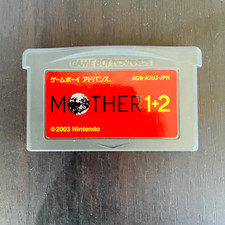 GAME BOY ADVANCE
ゲームボーイ アドバンス® AGB-A2UJ-JPN
MOTHER 1+2
©2003 Nintendo